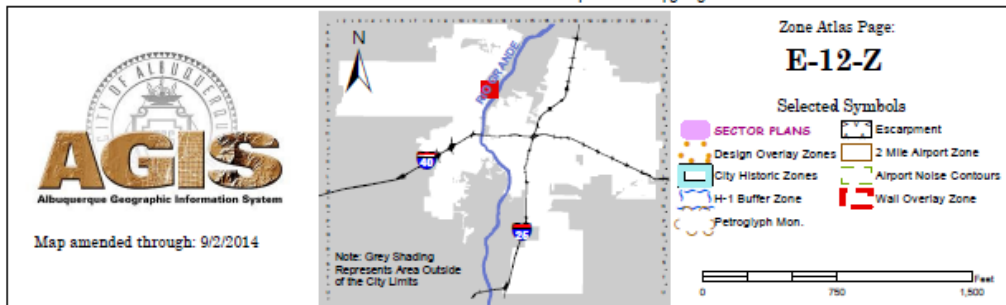 CITY OF ALBUQUERQUE
AGIS
Albuquerque Geographic Information System
Map amended through: 9/2/2014
N
RIO GRANDE
40
25
Note: Grey Shading
Represents Area Outside
of the City Limits
Zone Atlas Page:
E-12-Z
Selected Symbols
SECTOR PLANS
Design Overlay Zones
City Historic Zones
H-1 Buffer Zone
Petroglyph Mon.
Escarpment
2 Mile Airport Zone
Airport Noise Contours
Wall Overlay Zone
Feet
0 750 1,500